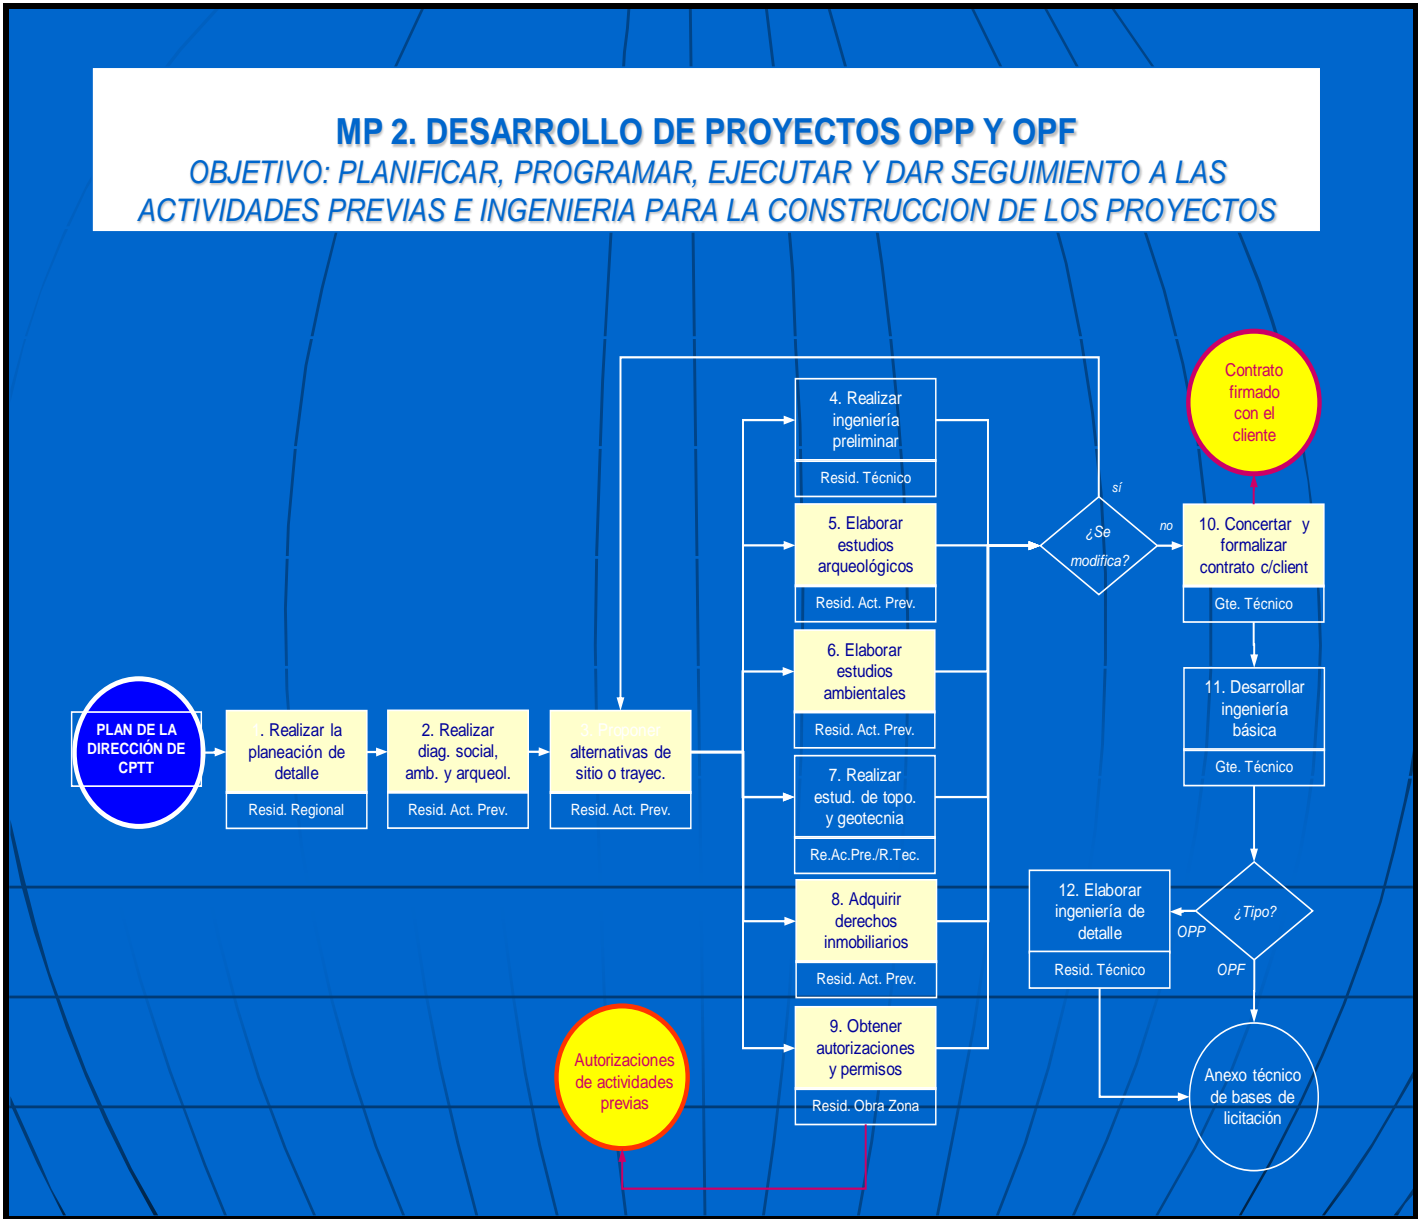 MP 2. DESARROLLO DE PROYECTOS OPP Y OPF
OBJETIVO: PLANIFICAR, PROGRAMAR, EJECUTAR Y DAR SEGUIMIENTO A LAS
ACTIVIDADES PREVIAS E INGENIERIA PARA LA CONSTRUCCION DE LOS PROYECTOS
PLAN DE LA
DIRECCIÓN DE
CPTT
1. Realizar la
planeación de
detalle
Resid. Regional
2. Realizar
diag. social,
amb. y arqueol.
Resid. Act. Prev.
3. Proponer
alternativas de
sitio o trayec.
Resid. Act. Prev.
4. Realizar
ingeniería
preliminar
Resid. Técnico
5. Elaborar
estudios
arqueológicos
Resid. Act. Prev.
6. Elaborar
estudios
ambientales
Resid. Act. Prev.
7. Realizar
estud. de topo.
y geotecnia
Re.Ac.Pre./R.Tec.
8. Adquirir
derechos
inmobiliarios
Resid. Act. Prev.
9. Obtener
autorizaciones
y permisos
Resid. Obra Zona
Autorizaciones
de actividades
previas
¿Se
modifica?
sí
no
Contrato
firmado
con el
cliente
10. Concertar y
formalizar
contrato c/client
Gte. Técnico
11. Desarrollar
ingeniería
básica
Gte. Técnico
¿Tipo?
OPP
OPF
12. Elaborar
ingeniería de
detalle
Resid. Técnico
Anexo técnico
de bases de
licitación